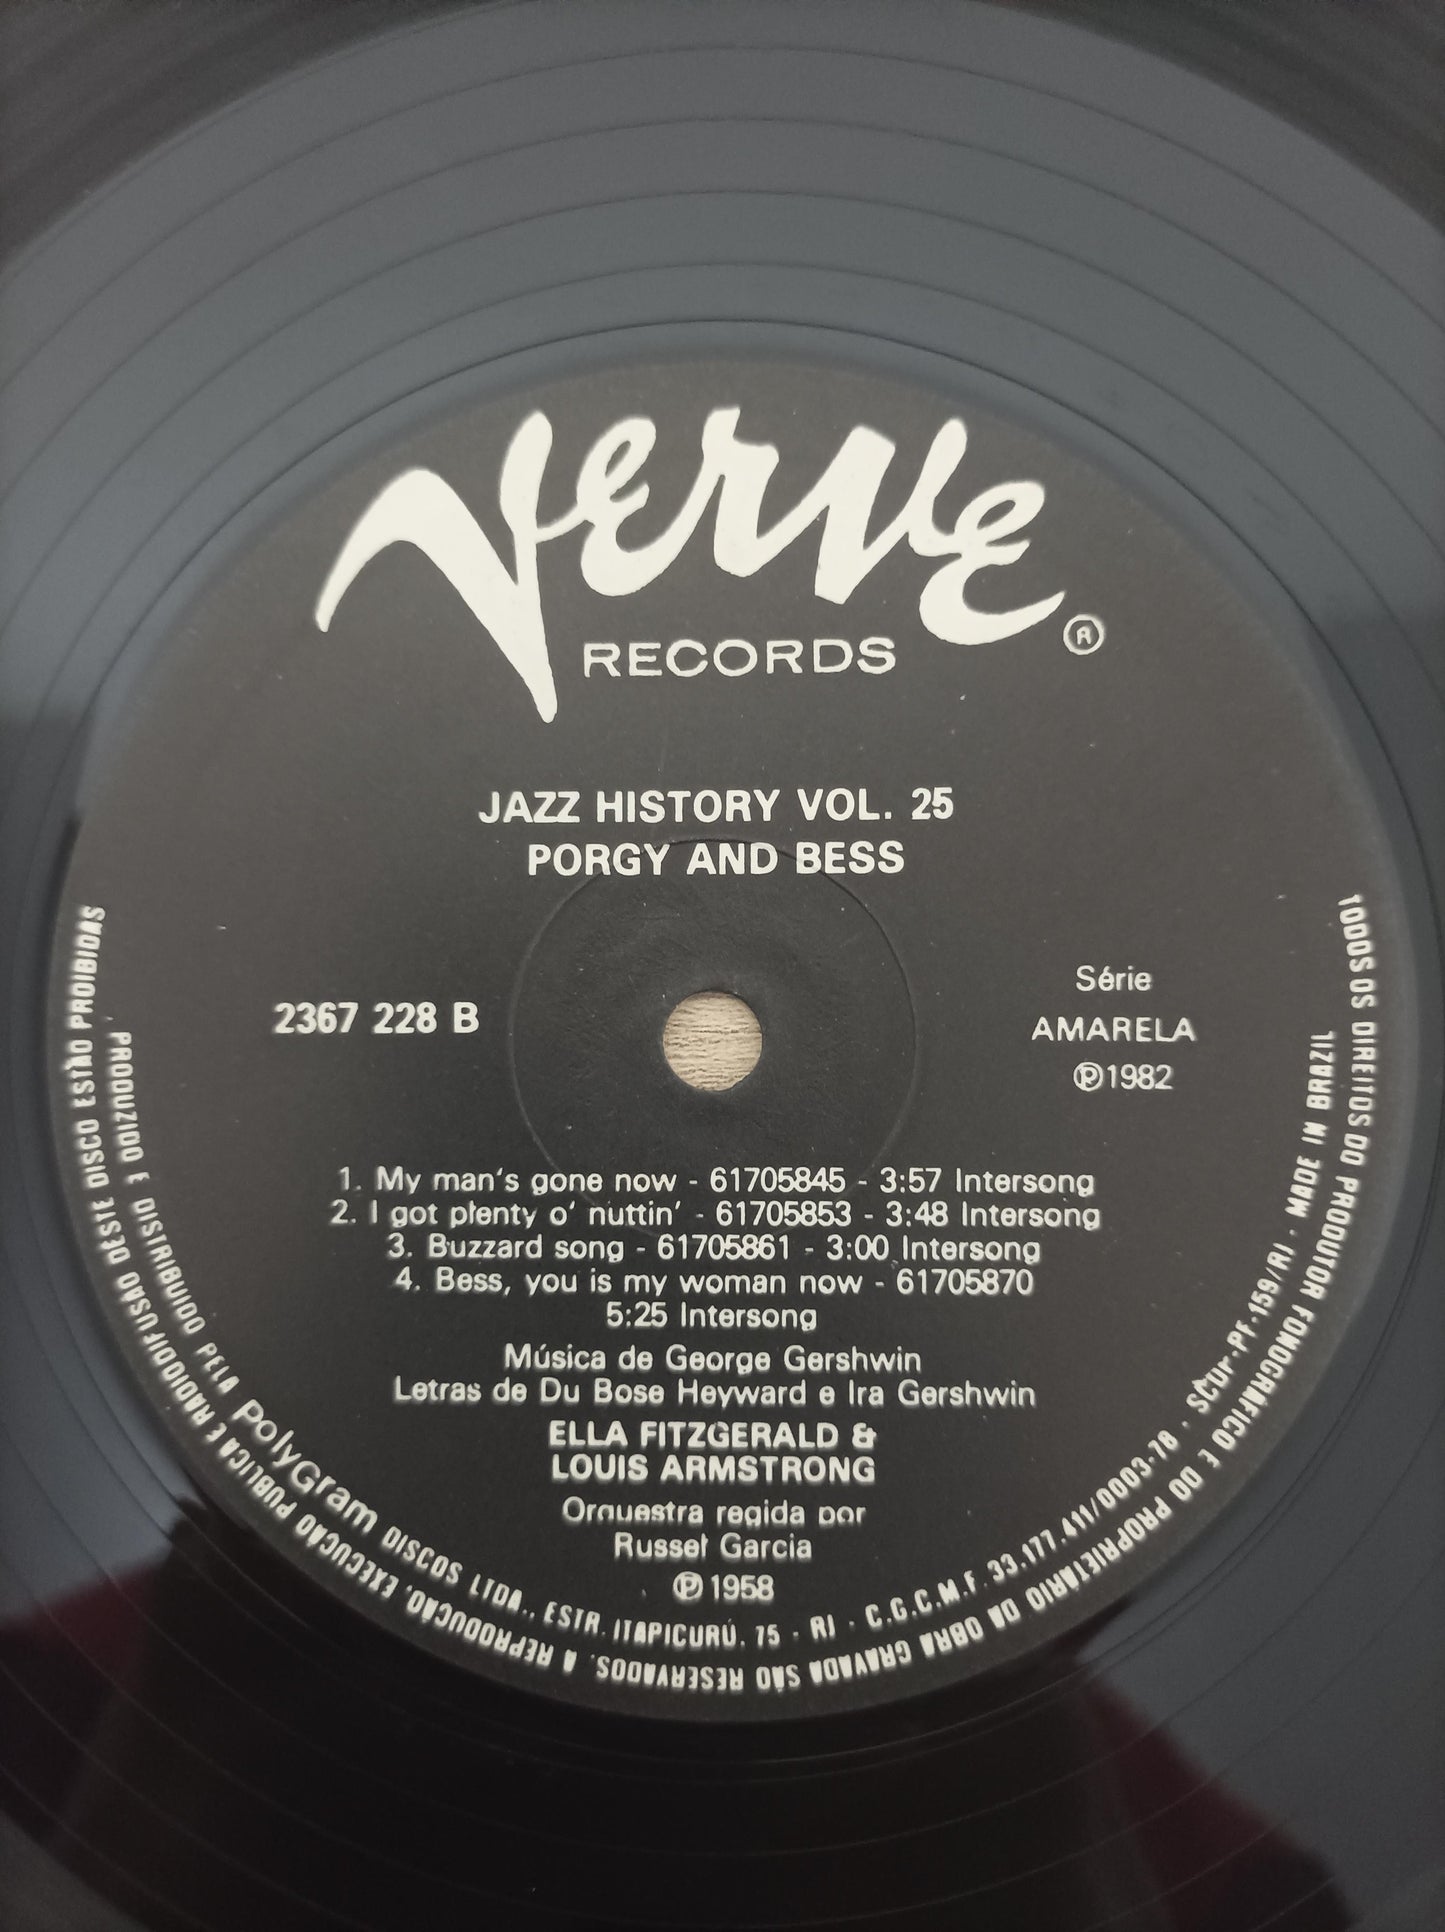 Verve
RECORDS ®
JAZZ HISTORY VOL. 25
PORGY AND BESS
2367 228 B
Série
AMARELA
℗1982
1. My man's gone now - 61705845 - 3:57 Intersong
2. I got plenty o' nuttin' - 61705853 - 3:48 Intersong
3. Buzzard song - 61705861 - 3:00 Intersong
4. Bess, you is my woman now - 61705870
5:25 Intersong
Música de George Gershwin
Letras de Du Bose Heyward e Ira Gershwin
ELLA FITZGERALD &
LOUIS ARMSTRONG
Orquestra regida por
Russel Garcia
℗ 1958
PRODUZIDO E DISTRIBUIDO PELA PolyGram DISCOS LTDA., ESTR. ITAPICURÚ, 75 - RJ - C.G.C.M.F. 33.177.411/0003-78 - SCur-PF-159/RJ - MADE IN BRAZIL
TODOS OS DIREITOS DO PRODUTOR FONOGRÁFICO E DO PROPRIETÁRIO DA OBRA GRAVADA SÃO RESERVADOS. A REPRODUÇÃO, EXECUÇÃO PÚBLICA E RADIODIFUSÃO DESTE DISCO ESTÃO PROIBIDAS